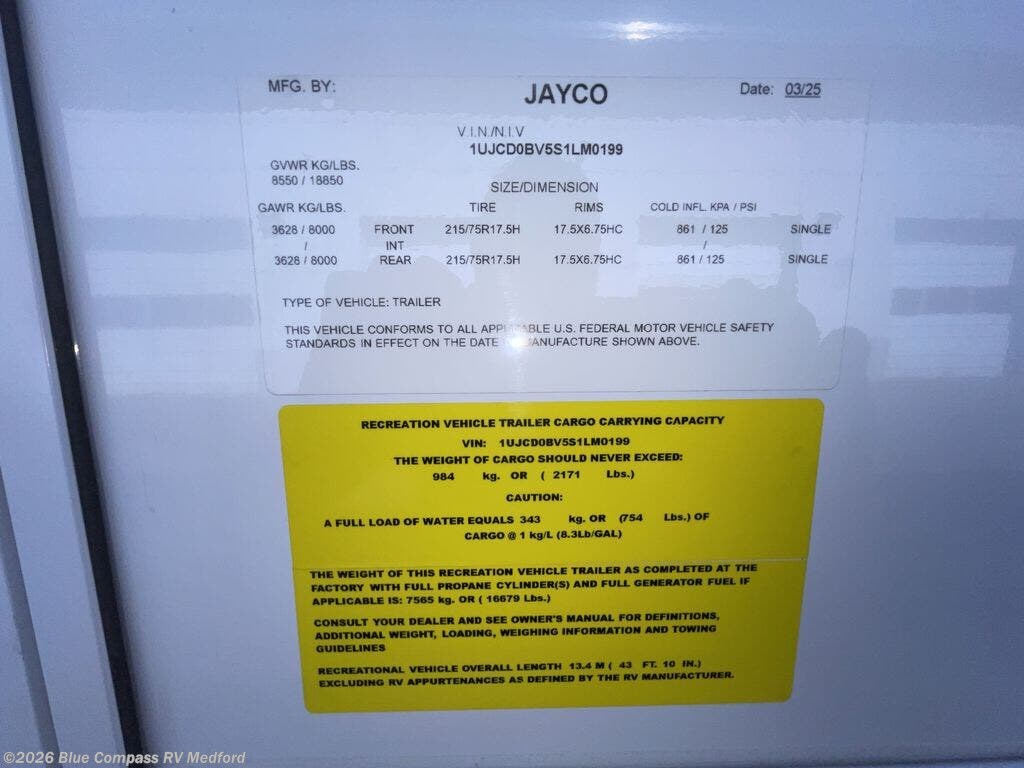 MFG. BY:
JAYCO
Date: 03/25
V.I.N./N.I.V
1UJCD0BV5S1LM0199
GVWR KG/LBS.
8550 / 18850
SIZE/DIMENSION
GAWR KG/LBS. TIRE RIMS COLD INFL. KPA / PSI
3628 / 8000 FRONT 215/75R17.5H 17.5X6.75HC 861 / 125 SINGLE
/ INT /
3628 / 8000 REAR 215/75R17.5H 17.5X6.75HC 861 / 125 SINGLE
TYPE OF VEHICLE: TRAILER
THIS VEHICLE CONFORMS TO ALL APPLICABLE U.S. FEDERAL MOTOR VEHICLE SAFETY
STANDARDS IN EFFECT ON THE DATE MANUFACTURE SHOWN ABOVE.
RECREATION VEHICLE TRAILER CARGO CARRYING CAPACITY
VIN: 1UJCD0BV5S1LM0199
THE WEIGHT OF CARGO SHOULD NEVER EXCEED:
984 kg. OR ( 2171 Lbs.)
CAUTION:
A FULL LOAD OF WATER EQUALS 343 kg. OR (754 Lbs.) OF
CARGO @ 1 kg/L (8.3Lb/GAL)
THE WEIGHT OF THIS RECREATION VEHICLE TRAILER AS COMPLETED AT THE
FACTORY WITH FULL PROPANE CYLINDER(S) AND FULL GENERATOR FUEL IF
APPLICABLE IS: 7565 kg. OR ( 16679 Lbs.)
CONSULT YOUR DEALER AND SEE OWNER'S MANUAL FOR DEFINITIONS,
ADDITIONAL WEIGHT, LOADING, WEIGHING INFORMATION AND TOWING
GUIDELINES
RECREATIONAL VEHICLE OVERALL LENGTH 13.4 M ( 43 FT. 10 IN.)
EXCLUDING RV APPURTENANCES AS DEFINED BY THE RV MANUFACTURER.
©2026 Blue Compass RV Medford